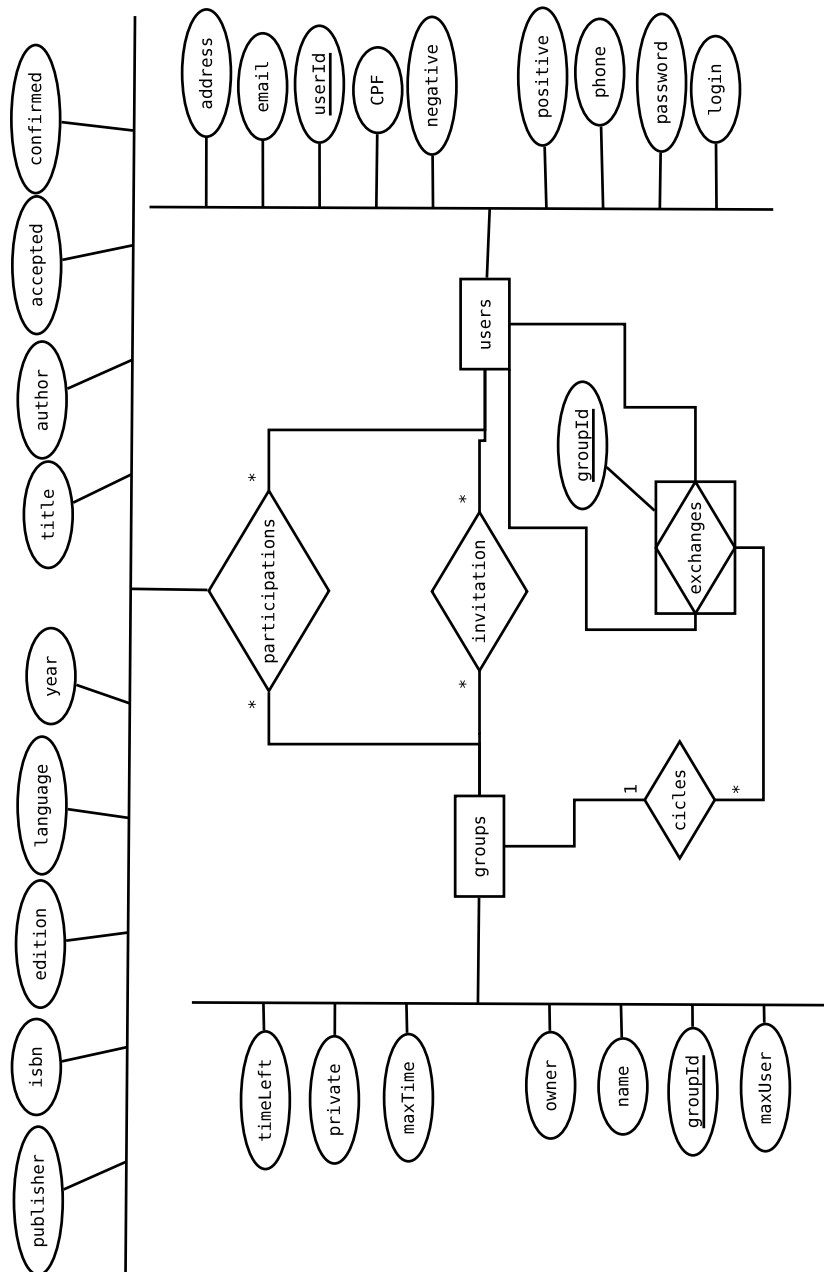 confirmed
accepted
author
title
year
language
edition
isbn
publisher
address
email
userId
CPF
negative
positive
phone
password
login
users
groupId
exchanges
*
participations
*
*
invitation
*
groups
1
cicles
*
timeLeft
private
maxTime
owner
name
groupId
maxUser